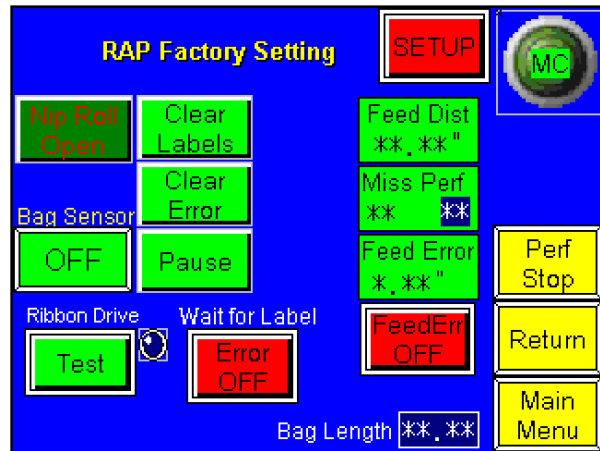 RAP Factory Setting
SETUP
MC
Nip Roll
Open
Clear
Labels
Feed Dist
**.**"
Clear
Error
Miss Perf
** **
Bag Sensor
OFF
Pause
Feed Error
*.**"
Perf
Stop
Ribbon Drive
Test
Wait for Label
Error
OFF
FeedErr
OFF
Return
Bag Length **.**
Main
Menu